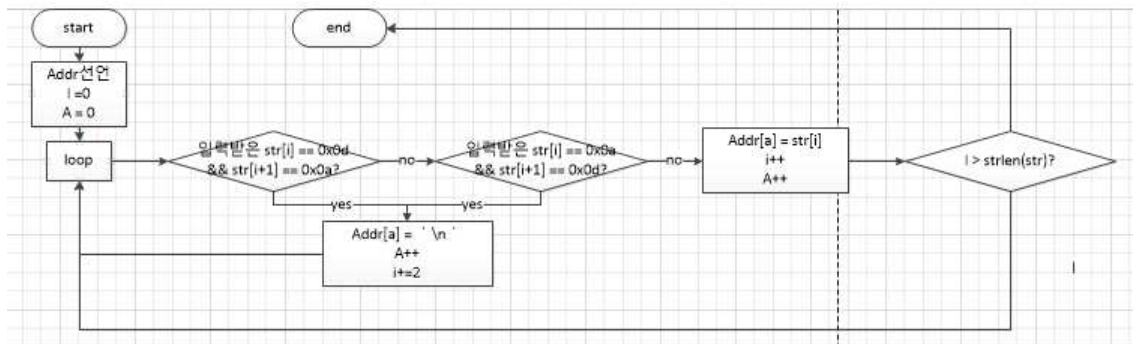 start
end
Addr선언
I =0
A = 0
loop
입력받은 str[i] == 0x0d
&& str[i+1] == 0x0a?
no
입력받은 str[i] == 0x0a
&& str[i+1] == 0x0d?
no
Addr[a] = str[i]
i++
A++
I > strlen(str)?
yes
yes
Addr[a] = ` \n `
A++
i+=2